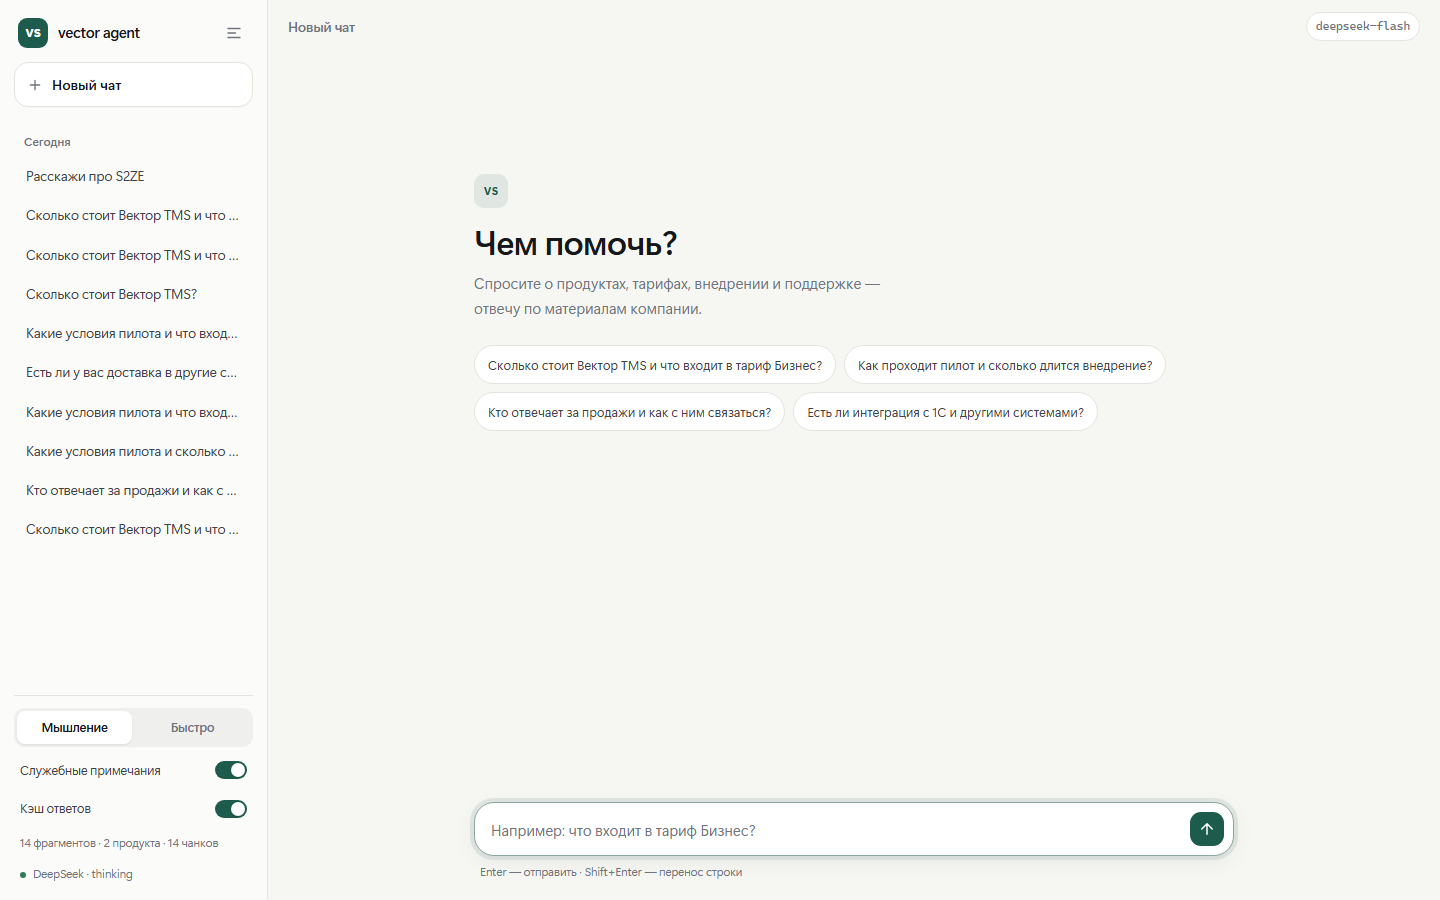 VS
vector agent
Новый чат
Сегодня
Расскажи про S2ZE
Сколько стоит Вектор TMS и что ...
Сколько стоит Вектор TMS и что ...
Сколько стоит Вектор TMS?
Какие условия пилота и что вход...
Есть ли у вас доставка в другие с...
Какие условия пилота и что вход...
Какие условия пилота и сколько ...
Кто отвечает за продажи и как с ...
Сколько стоит Вектор TMS и что ...
Мышление
Быстро
Служебные примечания
Кэш ответов
14 фрагментов · 2 продукта · 14 чанков
DeepSeek · thinking
Новый чат
deepseek-flash
VS
Чем помочь?
Спросите о продуктах, тарифах, внедрении и поддержке —
отвечу по материалам компании.
Сколько стоит Вектор TMS и что входит в тариф Бизнес?
Как проходит пилот и сколько длится внедрение?
Кто отвечает за продажи и как с ним связаться?
Есть ли интеграция с 1С и другими системами?
Например: что входит в тариф Бизнес?
Enter — отправить · Shift+Enter — перенос строки